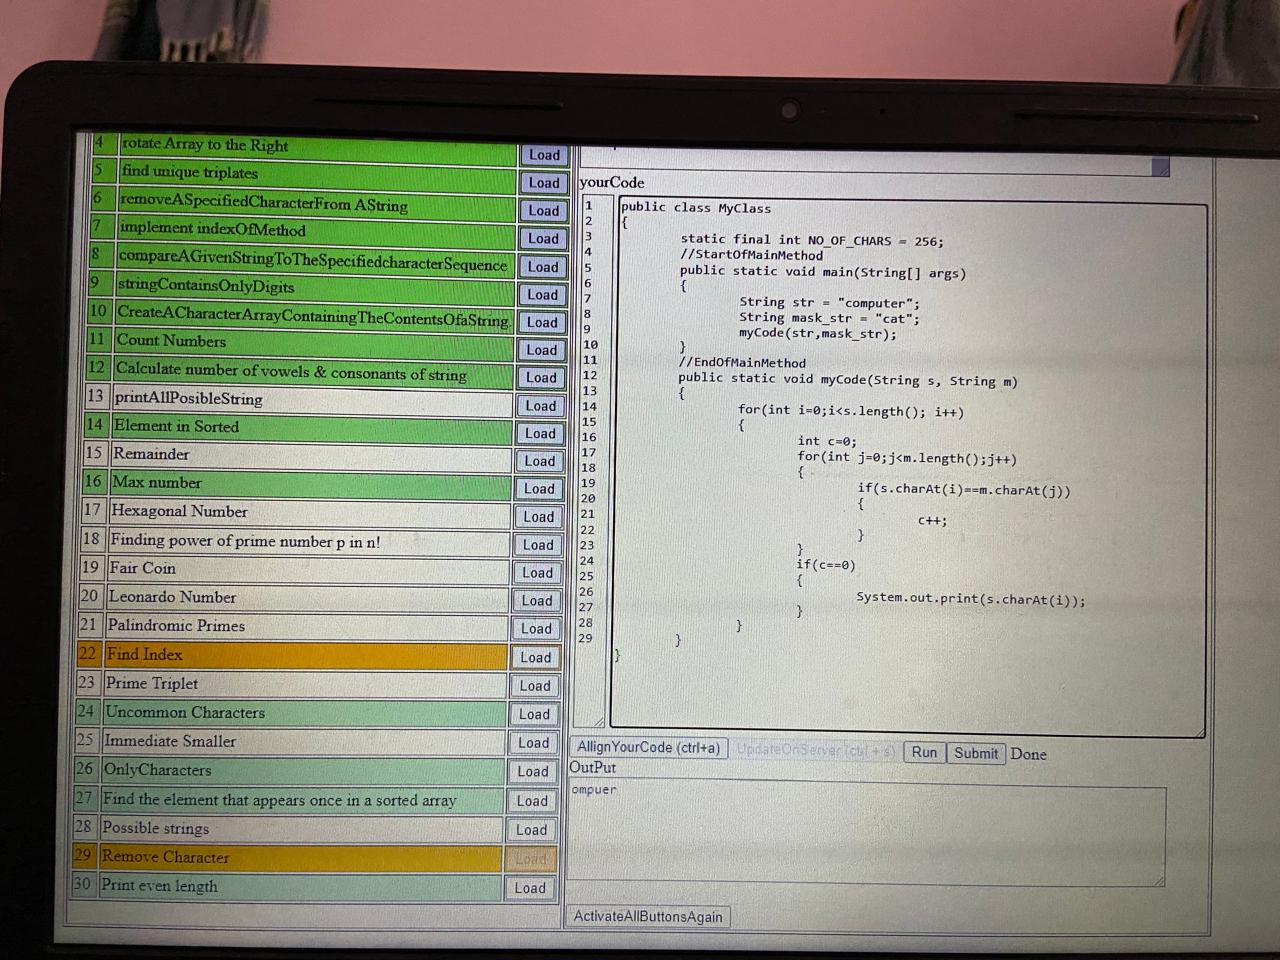 4 rotate Array to the Right Load
5 find unique triplates Load
6 removeASpecifiedCharacterFrom AString Load
7 implement indexOfMethod Load
8 compareAGivenStringToTheSpecifiedcharacterSequence Load
9 stringContainsOnlyDigits Load
10 CreateACharacterArrayContainingTheContentsOfaString Load
11 Count Numbers Load
12 Calculate number of vowels & consonants of string Load
13 printAllPosibleString Load
14 Element in Sorted Load
15 Remainder Load
16 Max number Load
17 Hexagonal Number Load
18 Finding power of prime number p in n! Load
19 Fair Coin Load
20 Leonardo Number Load
21 Palindromic Primes Load
22 Find Index Load
23 Prime Triplet Load
24 Uncommon Characters Load
25 Immediate Smaller Load
26 OnlyCharacters Load
27 Find the element that appears once in a sorted array Load
28 Possible strings Load
29 Remove Character Load
30 Print even length Load
yourCode
1 public class MyClass
2 {
3 static final int NO_OF_CHARS = 256;
4 //StartOfMainMethod
5 public static void main(String[] args)
6 {
7 String str = "computer";
8 String mask_str = "cat";
9 myCode(str,mask_str);
10 }
11 //EndOfMainMethod
12 public static void myCode(String s, String m)
13 {
14 for(int i=0;i<s.length(); i++)
15 {
16 int c=0;
17 for(int j=0;j<m.length();j++)
18 {
19 if(s.charAt(i)==m.charAt(j))
20 {
21 c++;
22 }
23 }
24 if(c==0)
25 {
26 System.out.print(s.charAt(i));
27 }
28 }
29 }
}
AllignYourCode (ctrl+a) UpdateOnServer (ctrl + s) Run Submit Done
OutPut
ompuer
ActivateAllButtonsAgain